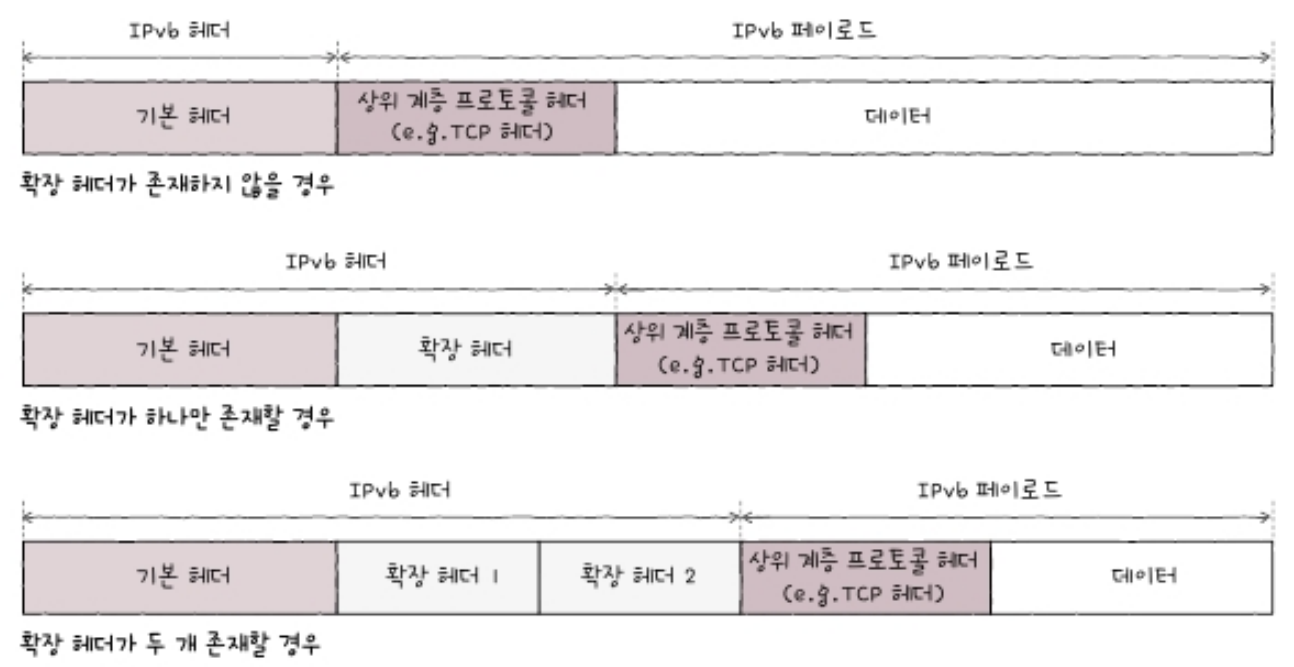 IPv6 헤더 IPv6 페이로드
기본 헤더 상위 계층 프로토콜 헤더 데이터
(e.g.TCP 헤더)
확장 헤더가 존재하지 않을 경우
IPv6 헤더 IPv6 페이로드
기본 헤더 확장 헤더 상위 계층 프로토콜 헤더 데이터
(e.g.TCP 헤더)
확장 헤더가 하나만 존재할 경우
IPv6 헤더 IPv6 페이로드
기본 헤더 확장 헤더 1 확장 헤더 2 상위 계층 프로토콜 헤더 데이터
(e.g.TCP 헤더)
확장 헤더가 두 개 존재할 경우